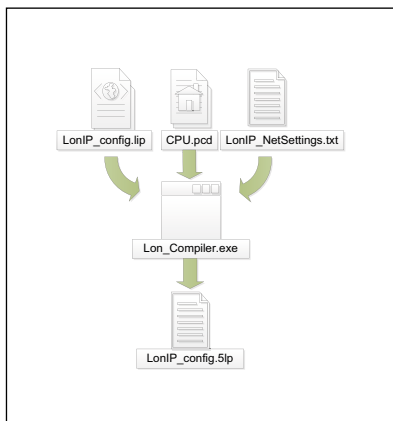 LonIP_config.lip
CPU.pcd
LonIP_NetSettings.txt
Lon_Compiler.exe
LonIP_config.5lp